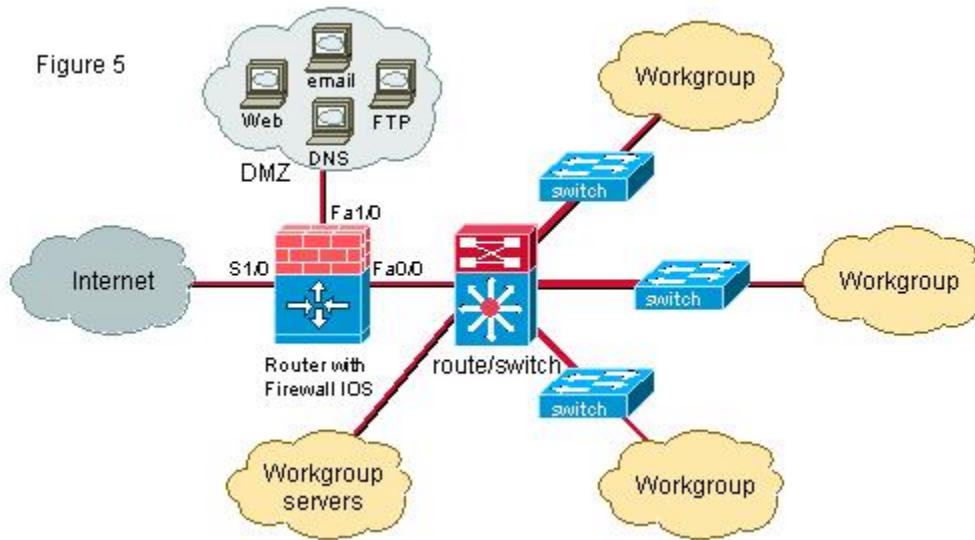 Figure 5
email
Web
FTP
DNS
DMZ
Fa1/0
Internet
S1/0
Fa0/0
Router with
Firewall IOS
route/switch
switch
Workgroup
switch
Workgroup
switch
Workgroup
Workgroup
servers